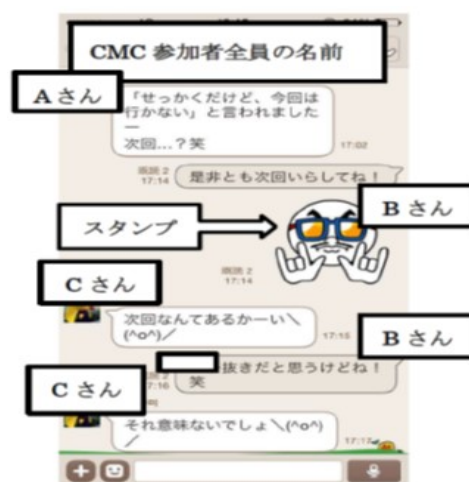 CMC 参加者全員の名前
A さん
「せっかくだけど、今回は
行かない」と言われました
ー
次回…？笑
17:02
既読 2
17:14
是非とも次回いらしてね！
B さん
スタンプ
既読 2
17:14
C さん
次回なんてあるかーい＼
(^o^)／
17:15
B さん
17:16
抜きだと思うけどね！
笑
C さん
それ意味ないでしょ＼(^o^)
／
17:17